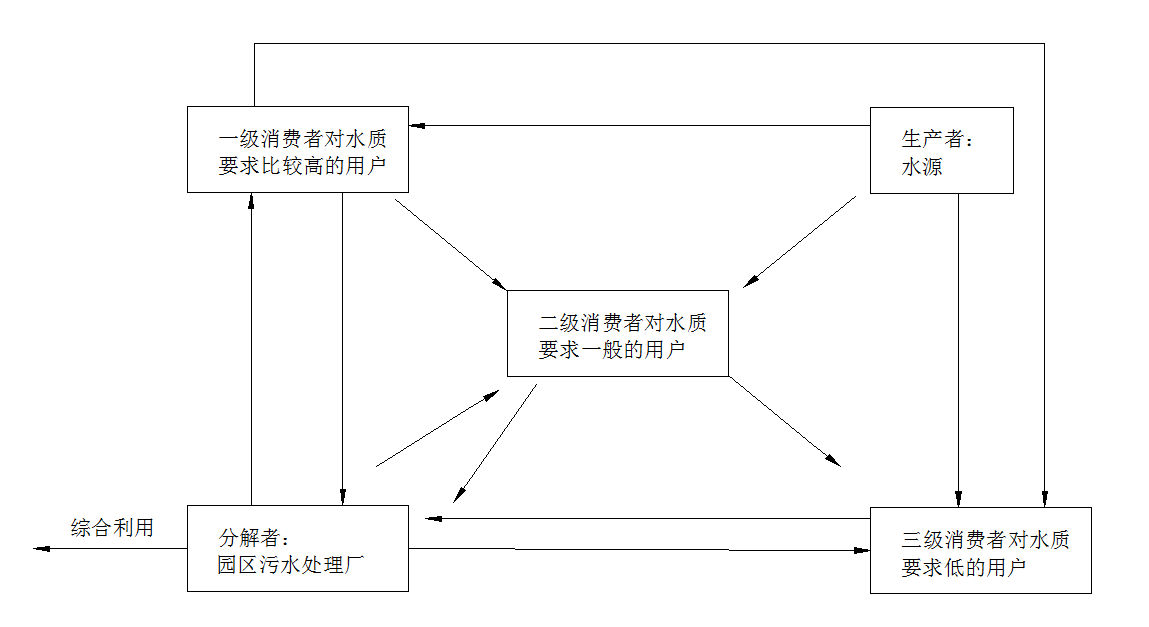 一级消费者对水质
要求比较高的用户
生产者：
水源
二级消费者对水质
要求一般的用户
综合利用
分解者：
园区污水处理厂
三级消费者对水质
要求低的用户